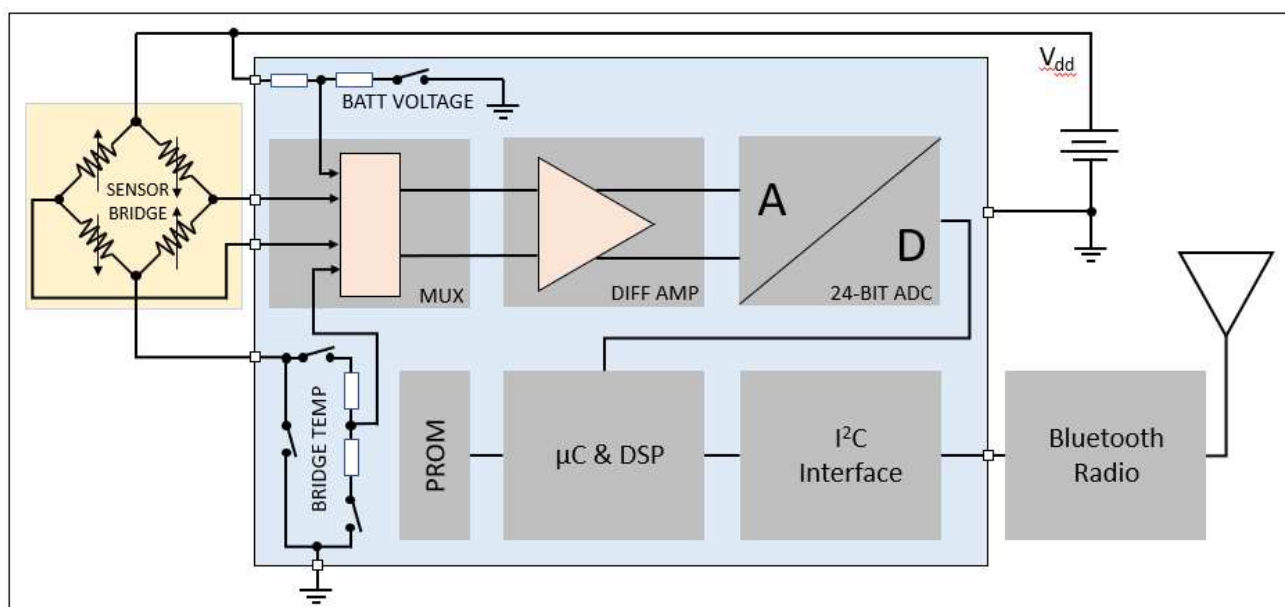 V_dd
BATT VOLTAGE
SENSOR
BRIDGE
A
D
MUX
DIFF AMP
24-BIT ADC
BRIDGE TEMP
PROM
µC & DSP
I²C
Interface
Bluetooth
Radio